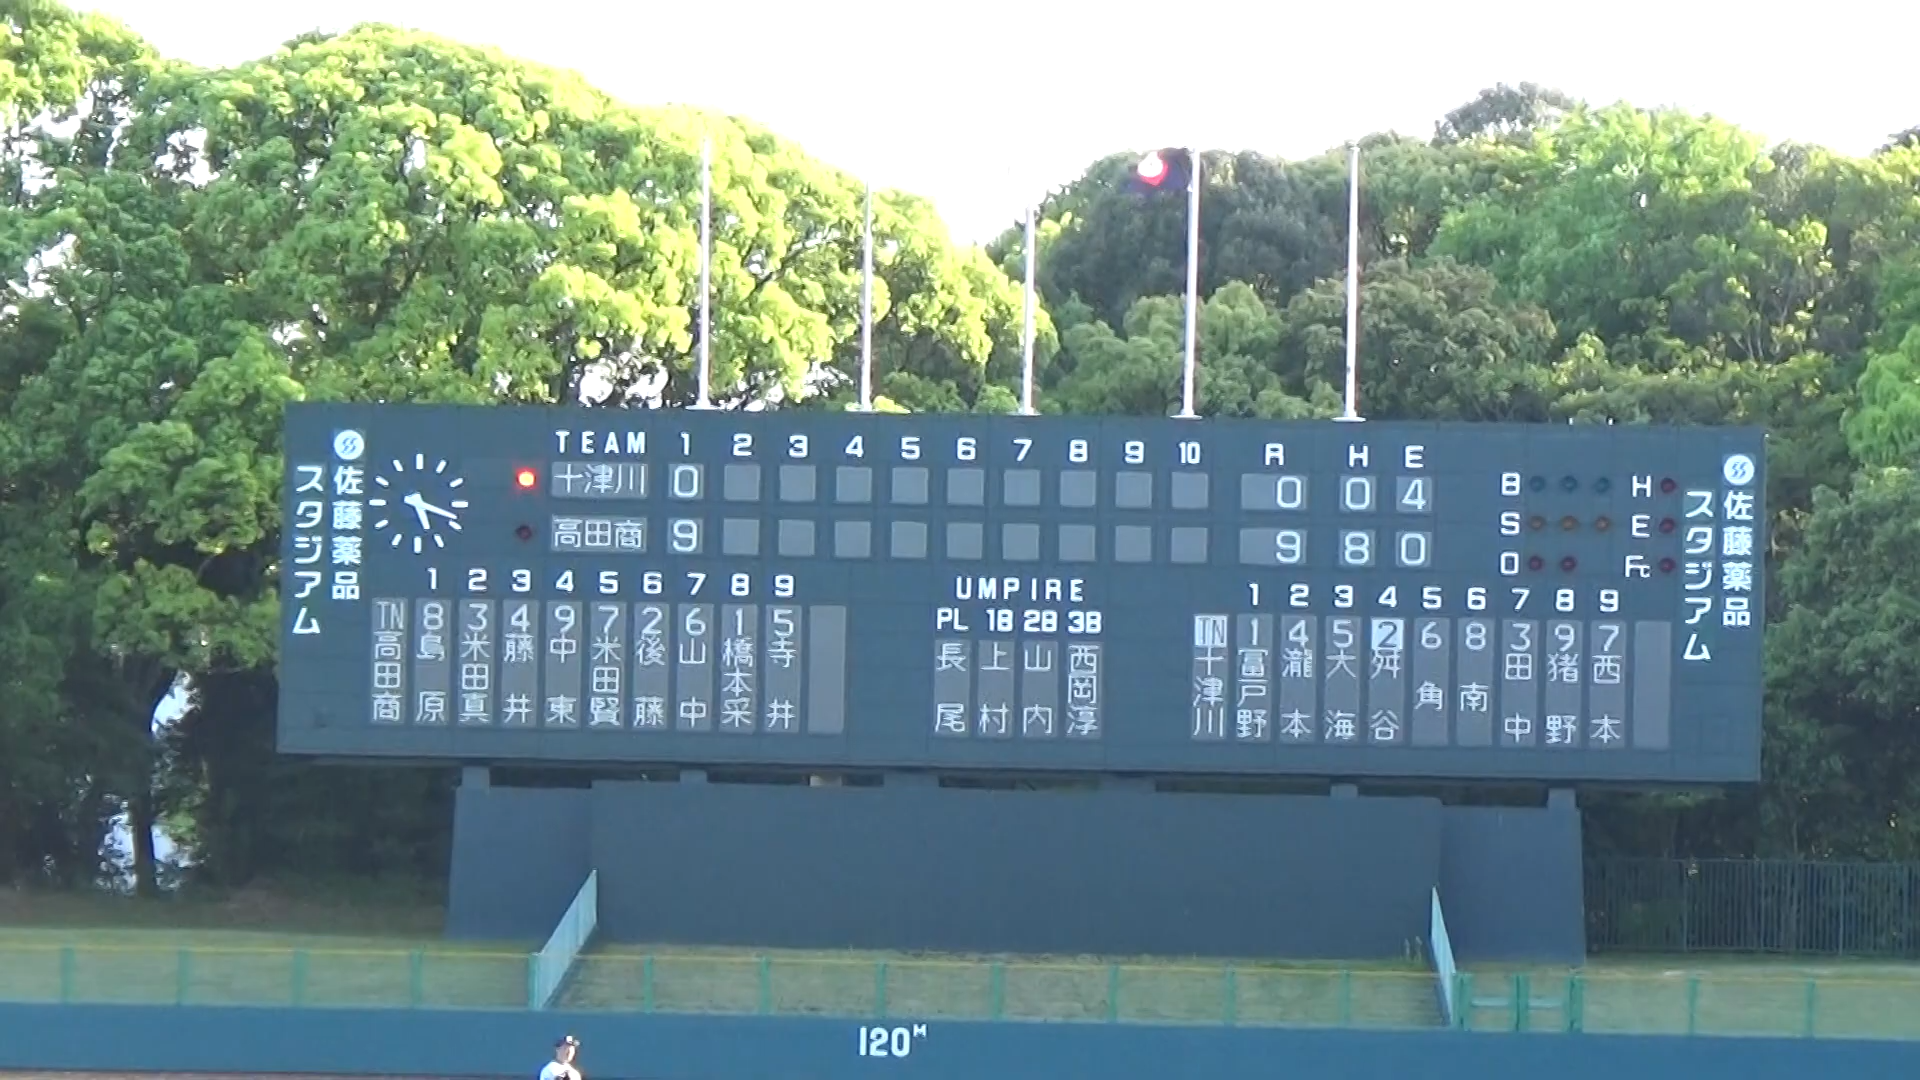 佐藤薬品
スタジアム
TEAM 1 2 3 4 5 6 7 8 9 10 R H E
十津川 0 0 0 4
高田商 9 9 8 0
B H
S E
O Fc
1 2 3 4 5 6 7 8 9
TN 8 3 4 9 7 2 6 1 5
高田商 島原 米田真 藤井 中東 米田賢 後藤 山中 橋本采 寺井
UMPIRE
PL 1B 2B 3B
長尾 上村 山内 西岡淳
1 2 3 4 5 6 7 8 9
TN 1 4 5 2 6 8 3 9 7
十津川 冨戸野 瀧本 大海 舛谷 角 南 田中 猪野 西本
佐藤薬品
スタジアム
120M